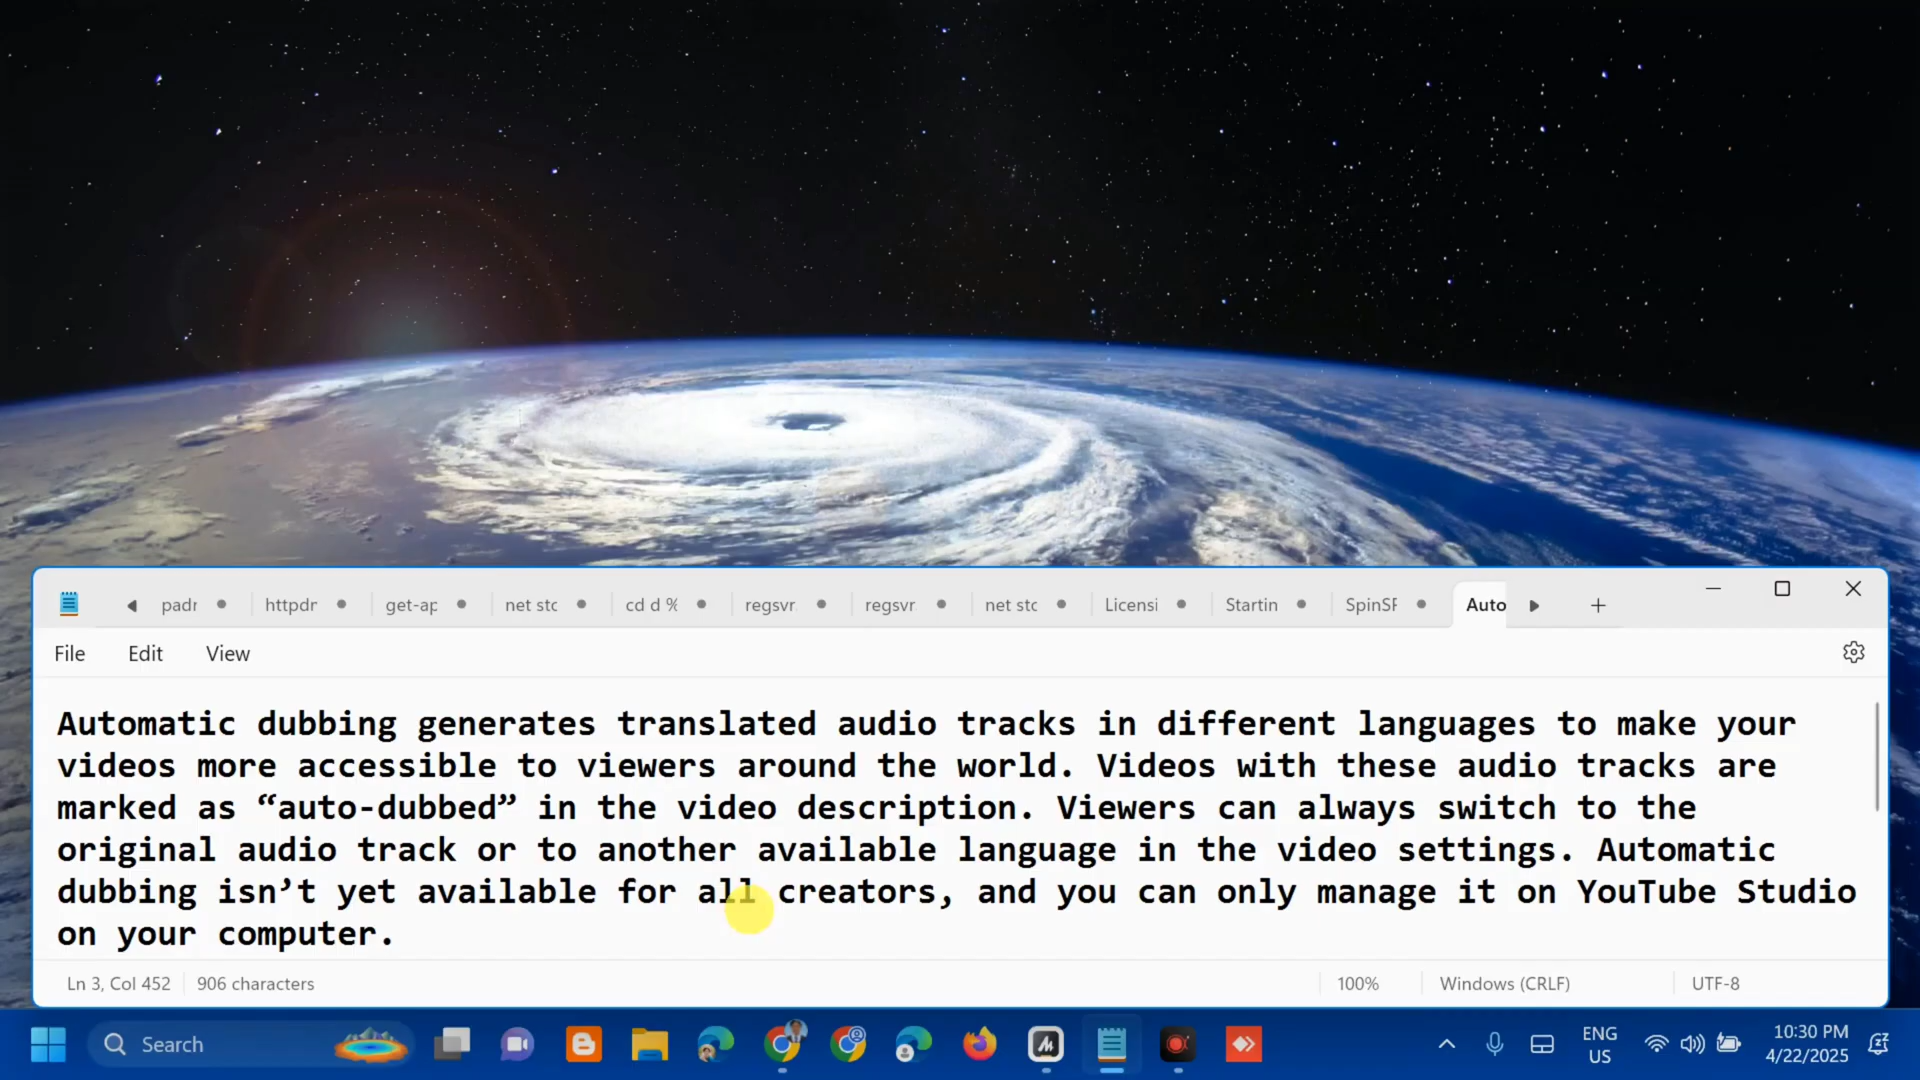 padr
httpdr
get-ap
net stc
cd d %
regsvr
regsvr
net stc
Licensi
Startin
SpinSF
Auto
File
Edit
View
Automatic dubbing generates translated audio tracks in different languages to make your
videos more accessible to viewers around the world. Videos with these audio tracks are
marked as “auto-dubbed” in the video description. Viewers can always switch to the
original audio track or to another available language in the video settings. Automatic
dubbing isn’t yet available for all creators, and you can only manage it on YouTube Studio
on your computer.
Ln 3, Col 452
906 characters
100%
Windows (CRLF)
UTF-8
Search
ENG
US
10:30 PM
4/22/2025